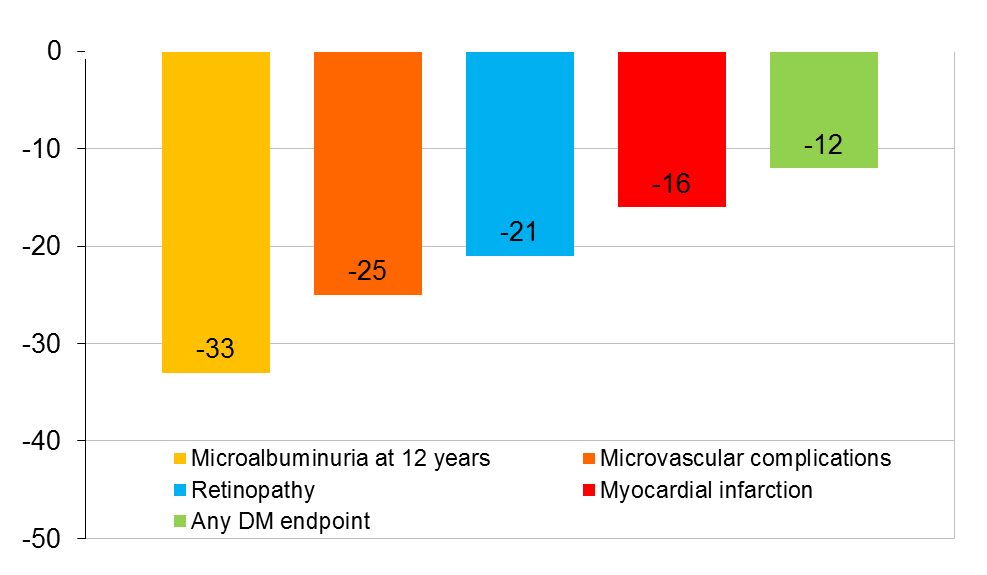 0
-10
-20
-30
-40
-50
-33
-25
-21
-16
-12
Microalbuminuria at 12 years
Microvascular complications
Retinopathy
Myocardial infarction
Any DM endpoint